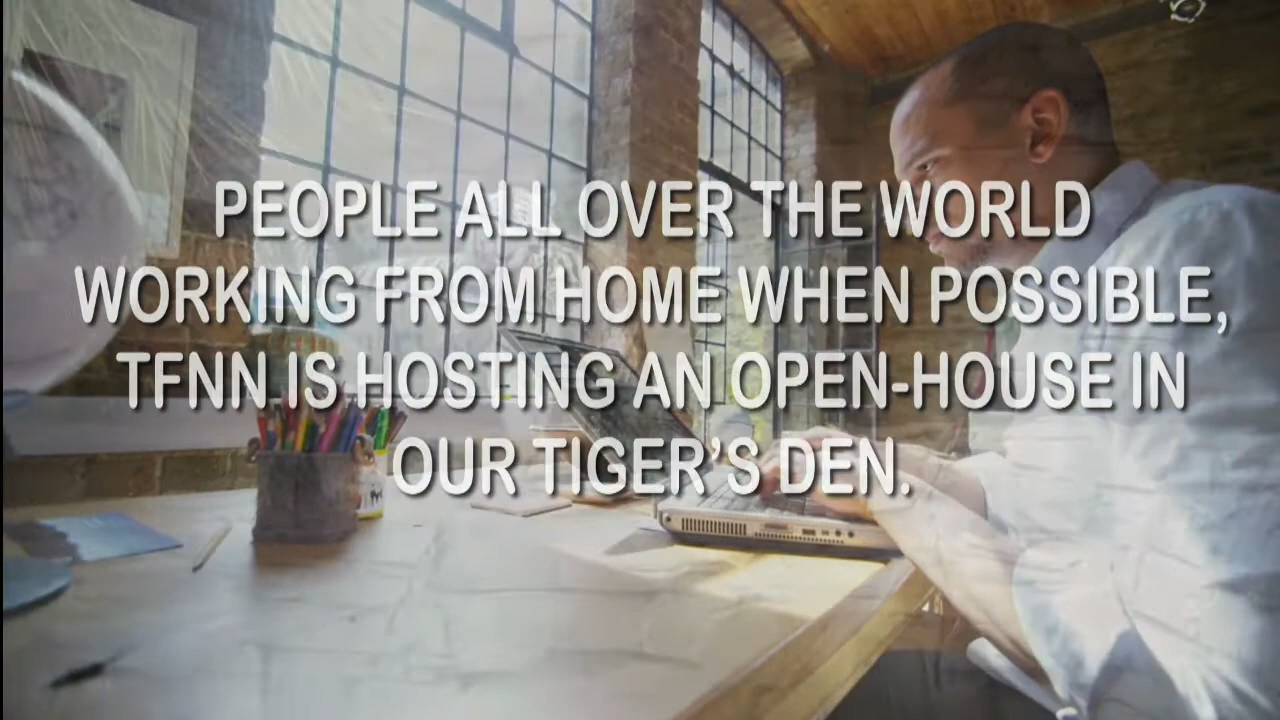 PEOPLE ALL OVER THE WORLD
WORKING FROM HOME WHEN POSSIBLE,
TFNN IS HOSTING AN OPEN-HOUSE IN
OUR TIGER’S DEN.